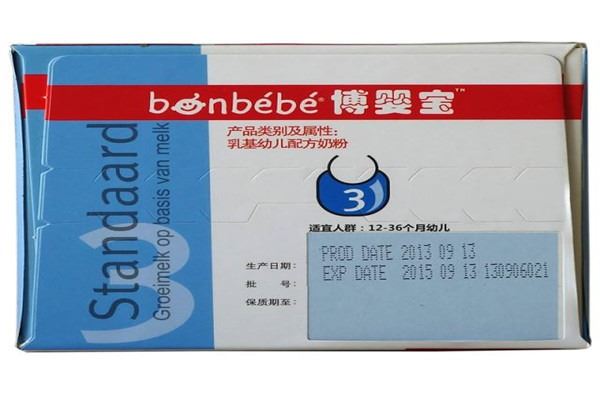 bonbébé® 博婴宝™
产品类别及属性:
乳基幼儿配方奶粉
3
适宜人群: 12-36个月幼儿
PROD DATE 2013 09 13
EXP DATE 2015 09 13 130906021
生产日期:
批 号:
保质期至:
Standaard
Groeimelk op basis van melk
3